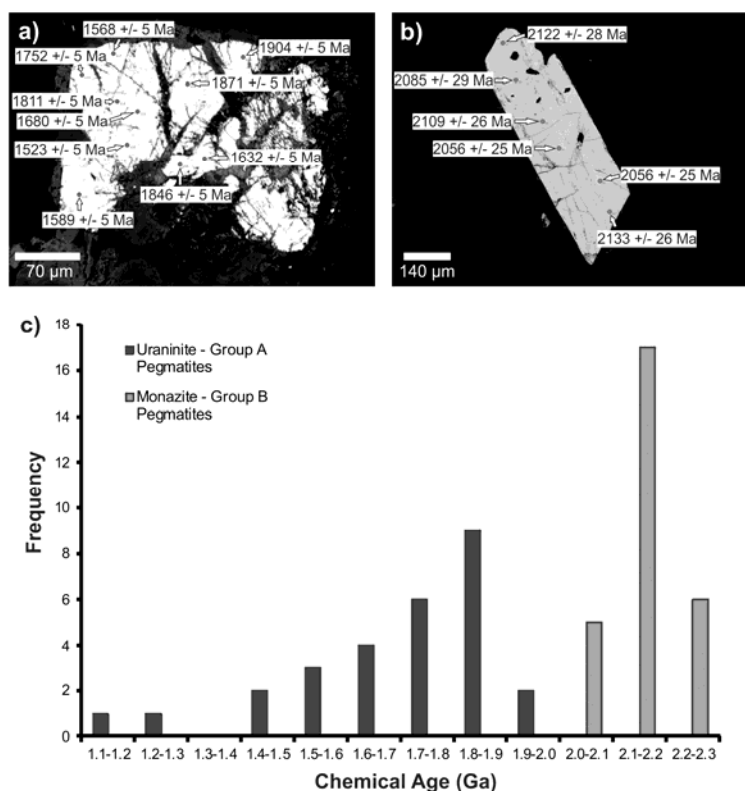 a)
1568 +/- 5 Ma
1904 +/- 5 Ma
1752 +/- 5 Ma
1871 +/- 5 Ma
1811 +/- 5 Ma
1680 +/- 5 Ma
1523 +/- 5 Ma
1632 +/- 5 Ma
1846 +/- 5 Ma
1589 +/- 5 Ma
70 µm
b)
2122 +/- 28 Ma
2085 +/- 29 Ma
2109 +/- 26 Ma
2056 +/- 25 Ma
2056 +/- 25 Ma
2133 +/- 26 Ma
140 µm
c)
Uraninite - Group A
Pegmatites
Monazite - Group B
Pegmatites
Frequency
18
16
14
12
10
8
6
4
2
0
1.1-1.2 1.2-1.3 1.3-1.4 1.4-1.5 1.5-1.6 1.6-1.7 1.7-1.8 1.8-1.9 1.9-2.0 2.0-2.1 2.1-2.2 2.2-2.3
Chemical Age (Ga)